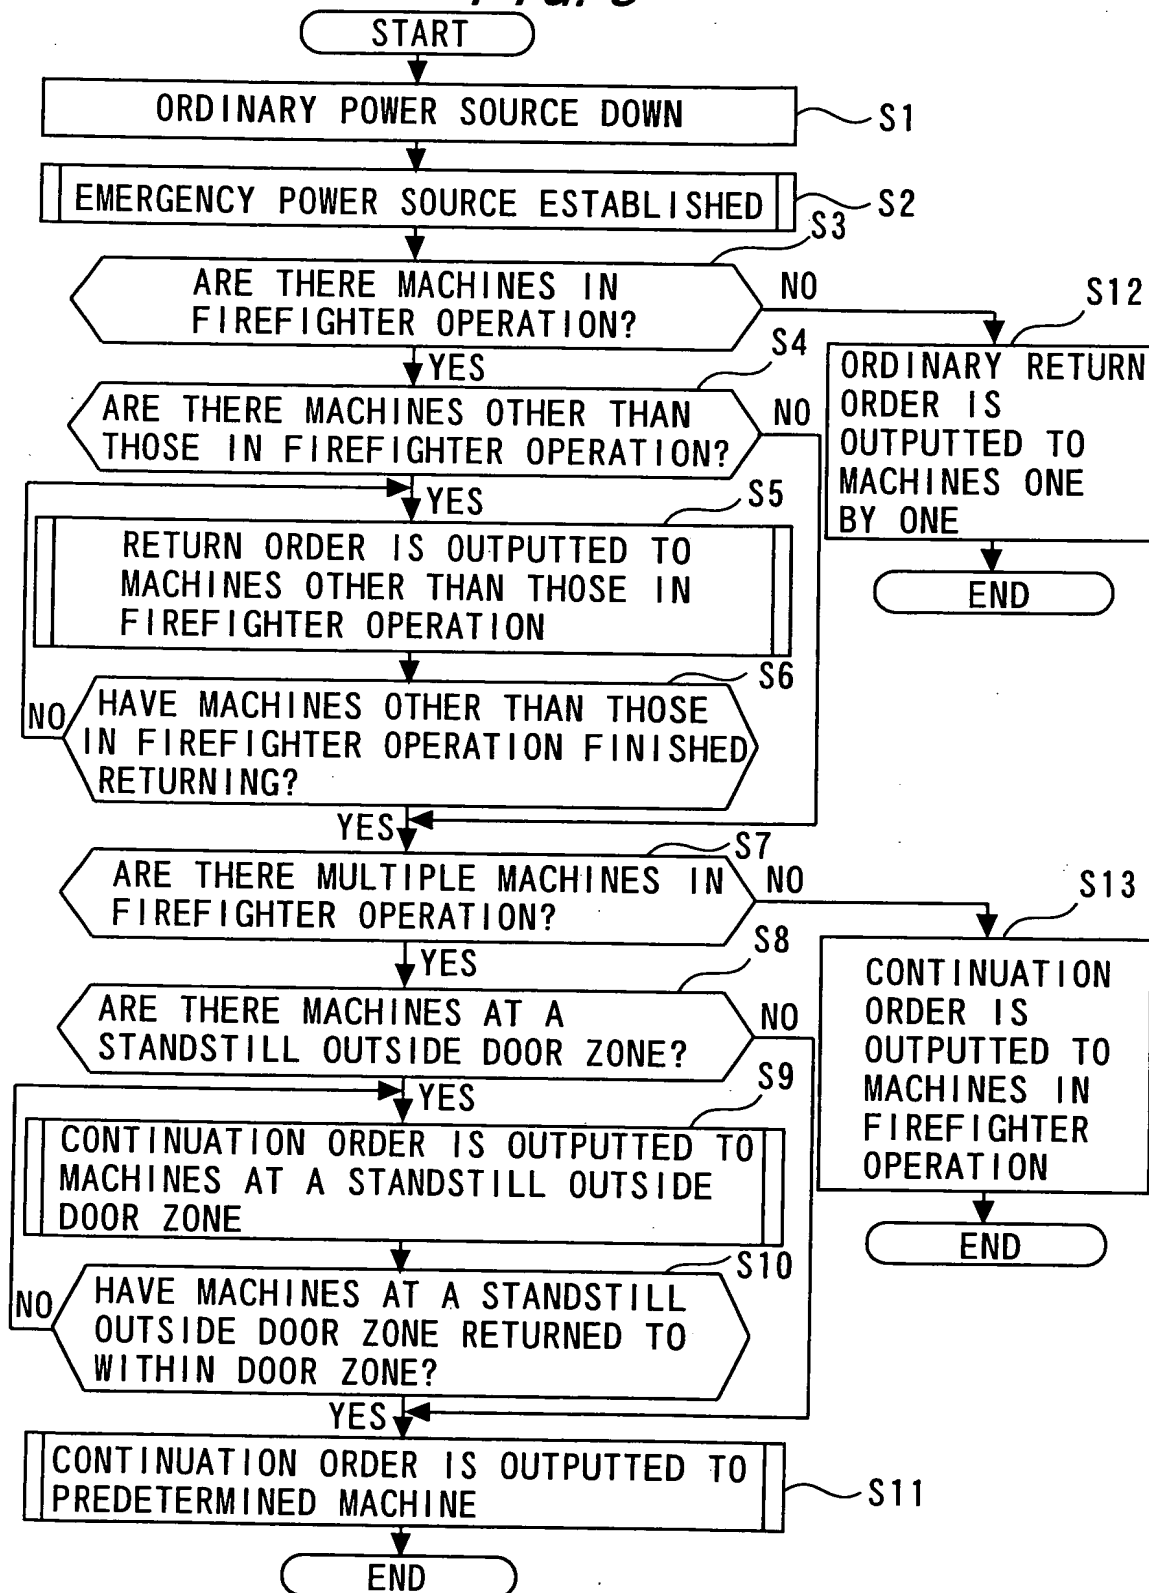 START
ORDINARY POWER SOURCE DOWN
S1
EMERGENCY POWER SOURCE ESTABLISHED
S2
S3
ARE THERE MACHINES IN
FIREFIGHTER OPERATION?
NO
S12
YES
S4
ORDINARY RETURN
ORDER IS
OUTPUTTED TO
MACHINES ONE
BY ONE
END
ARE THERE MACHINES OTHER THAN
THOSE IN FIREFIGHTER OPERATION?
NO
YES
S5
RETURN ORDER IS OUTPUTTED TO
MACHINES OTHER THAN THOSE IN
FIREFIGHTER OPERATION
S6
NO
HAVE MACHINES OTHER THAN THOSE
IN FIREFIGHTER OPERATION FINISHED
RETURNING?
YES
S7
ARE THERE MULTIPLE MACHINES IN
FIREFIGHTER OPERATION?
NO
S13
YES
S8
CONTINUATION
ORDER IS
OUTPUTTED TO
MACHINES IN
FIREFIGHTER
OPERATION
END
ARE THERE MACHINES AT A
STANDSTILL OUTSIDE DOOR ZONE?
NO
YES
S9
CONTINUATION ORDER IS OUTPUTTED TO
MACHINES AT A STANDSTILL OUTSIDE
DOOR ZONE
S10
NO
HAVE MACHINES AT A STANDSTILL
OUTSIDE DOOR ZONE RETURNED TO
WITHIN DOOR ZONE?
YES
CONTINUATION ORDER IS OUTPUTTED TO
PREDETERMINED MACHINE
S11
END